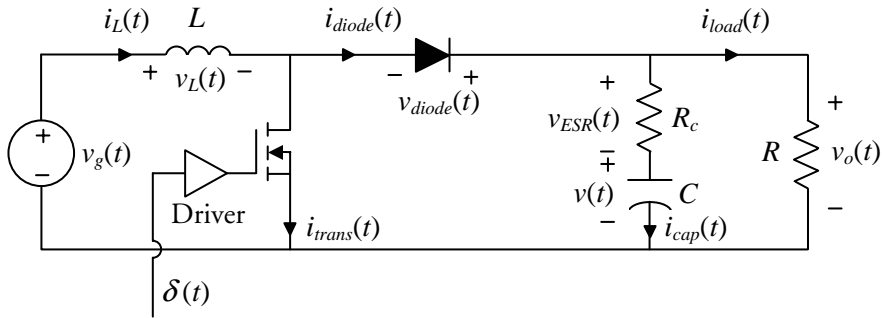 i_L(t) L i_diode(t) i_load(t)
+ v_L(t) − − v_diode(t) +
+ v_ESR(t) − R_c
+ − v_g(t)
+ v(t) − C
R + v_o(t) −
Driver
i_trans(t) i_cap(t)
δ(t)